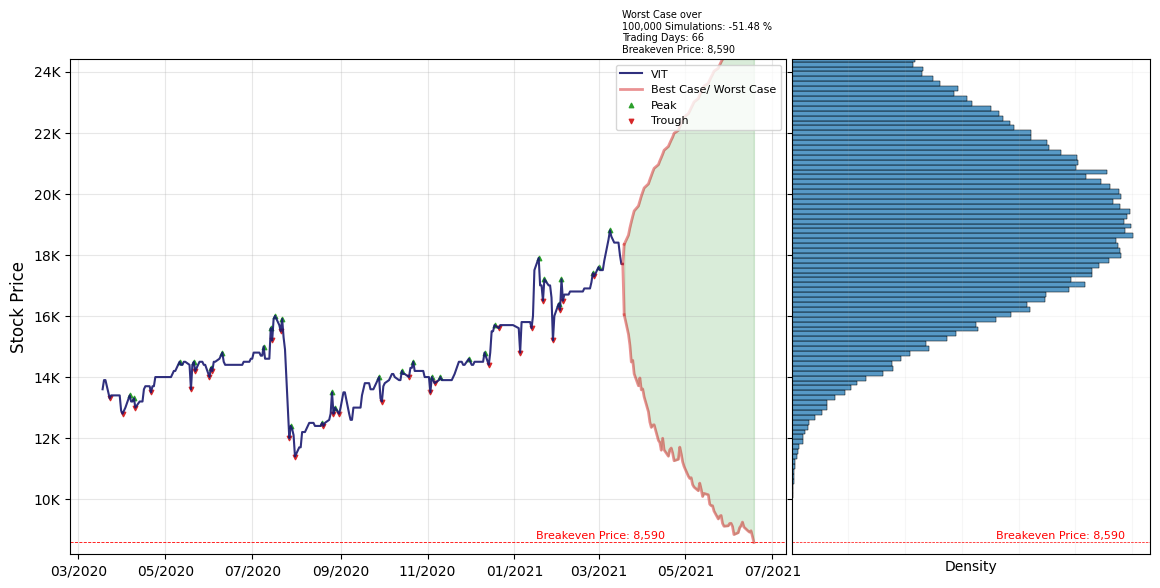 Worst Case over
100,000 Simulations: -51.48 %
Trading Days: 66
Breakeven Price: 8,590
24K
22K
20K
18K
16K
14K
12K
10K
Stock Price
VIT
Best Case/ Worst Case
Peak
Trough
Breakeven Price: 8,590
Breakeven Price: 8,590
03/2020
05/2020
07/2020
09/2020
11/2020
01/2021
03/2021
05/2021
07/2021
Density